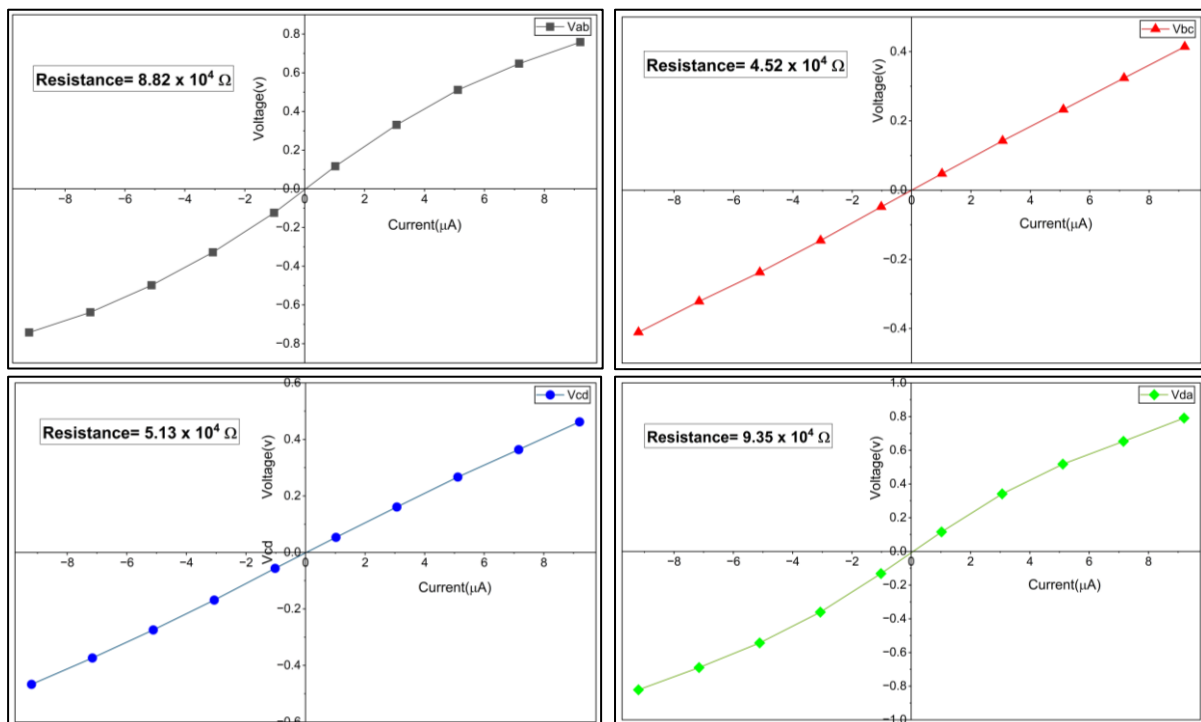 Vab
Resistance= 8.82 x 10⁴ Ω
Voltage(v)
0.8
0.6
0.4
0.2
0.0
−0.2
−0.4
−0.6
−0.8
−8 −6 −4 −2 0 2 4 6 8
Current(μA)
Vbc
Resistance= 4.52 x 10⁴ Ω
Voltage(v)
0.4
0.2
0.0
−0.2
−0.4
−8 −6 −4 −2 0 2 4 6 8
Current(μA)
Vcd
Resistance= 5.13 x 10⁴ Ω
Voltage(v)
0.6
0.4
0.2
0.0
−0.2
−0.4
−0.6
Vcd
−8 −6 −4 −2 0 2 4 6 8
Current(μA)
Vda
Resistance= 9.35 x 10⁴ Ω
Voltage(v)
1.0
0.8
0.6
0.4
0.2
0.0
−0.2
−0.4
−0.6
−0.8
−1.0
−8 −6 −4 −2 0 2 4 6 8
Current(μA)